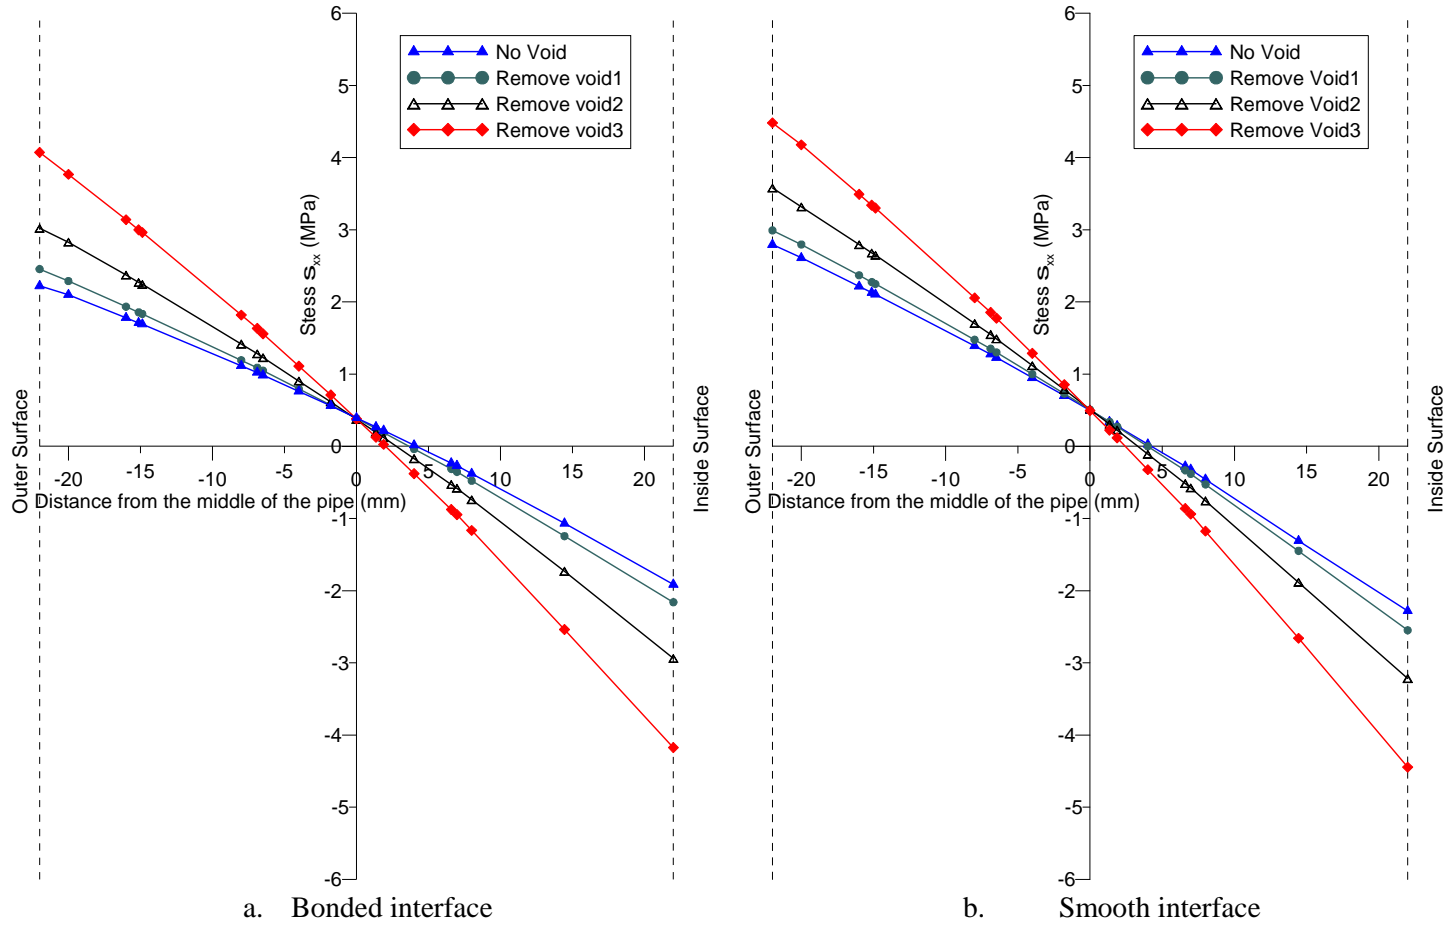 6
5
4
3
2
1
0
-1
-2
-3
-4
-5
-6
-20
-15
-10
-5
0
5
10
15
20
No Void
Remove void1
Remove void2
Remove void3
Stess Sxx (MPa)
Outer Surface
Distance from the middle of the pipe (mm)
Inside Surface
a. Bonded interface
6
5
4
3
2
1
0
-1
-2
-3
-4
-5
-6
-20
-15
-10
-5
0
5
10
15
20
No Void
Remove Void1
Remove Void2
Remove Void3
Stess Sxx (MPa)
Outer Surface
Distance from the middle of the pipe (mm)
Inside Surface
b. Smooth interface